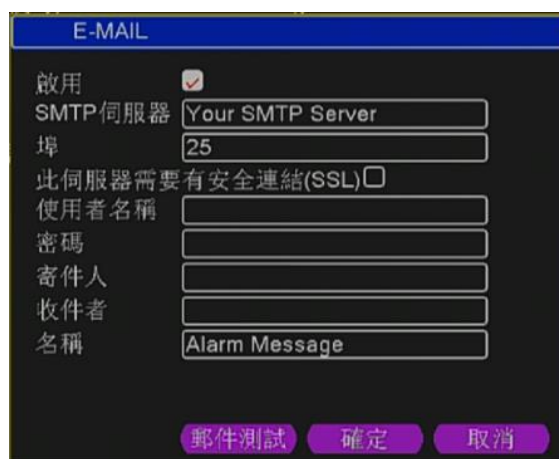 E-MAIL
啟用
SMTP伺服器 Your SMTP Server
埠 25
此伺服器需要有安全連結(SSL)
使用者名稱
密碼
寄件人
收件者
名稱 Alarm Message
郵件測試 確定 取消